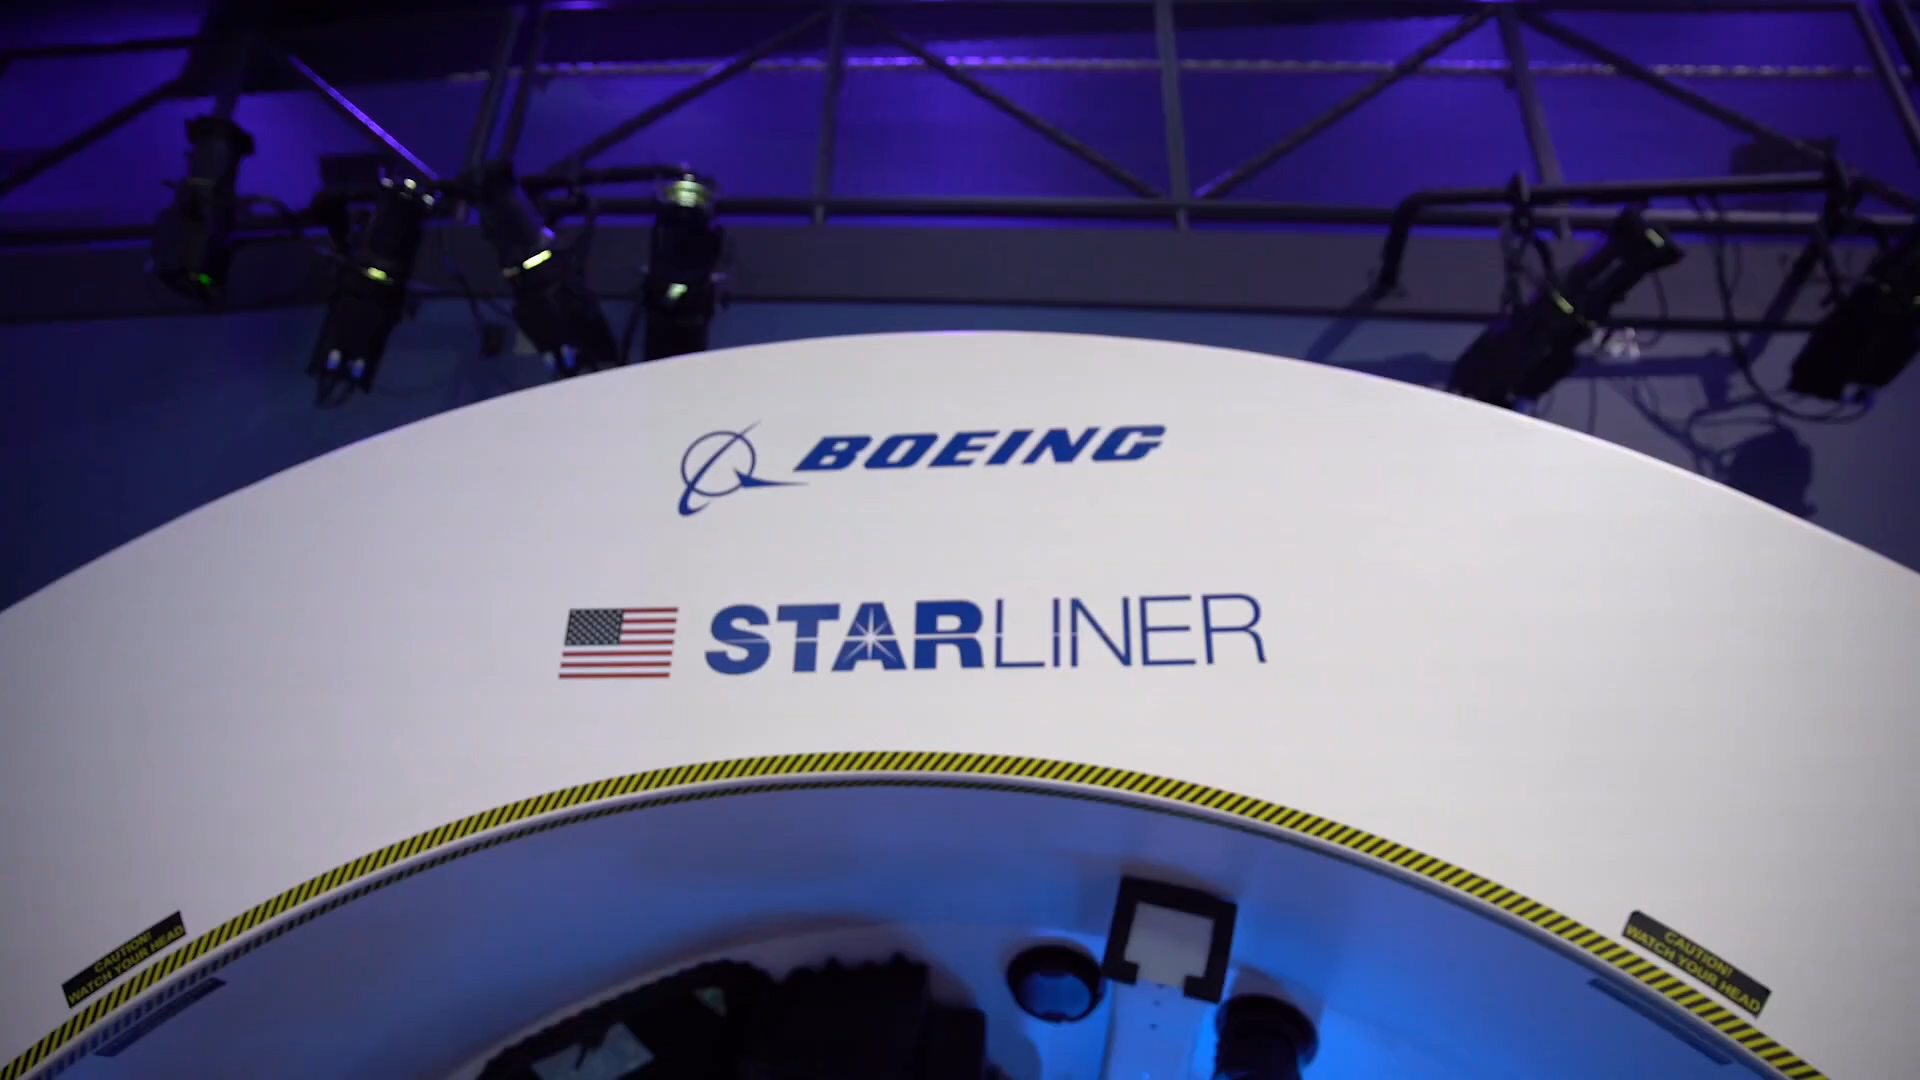 BOEING
STARLINER
CAUTION!
WATCH YOUR HEAD
CAUTION!
WATCH YOUR HEAD